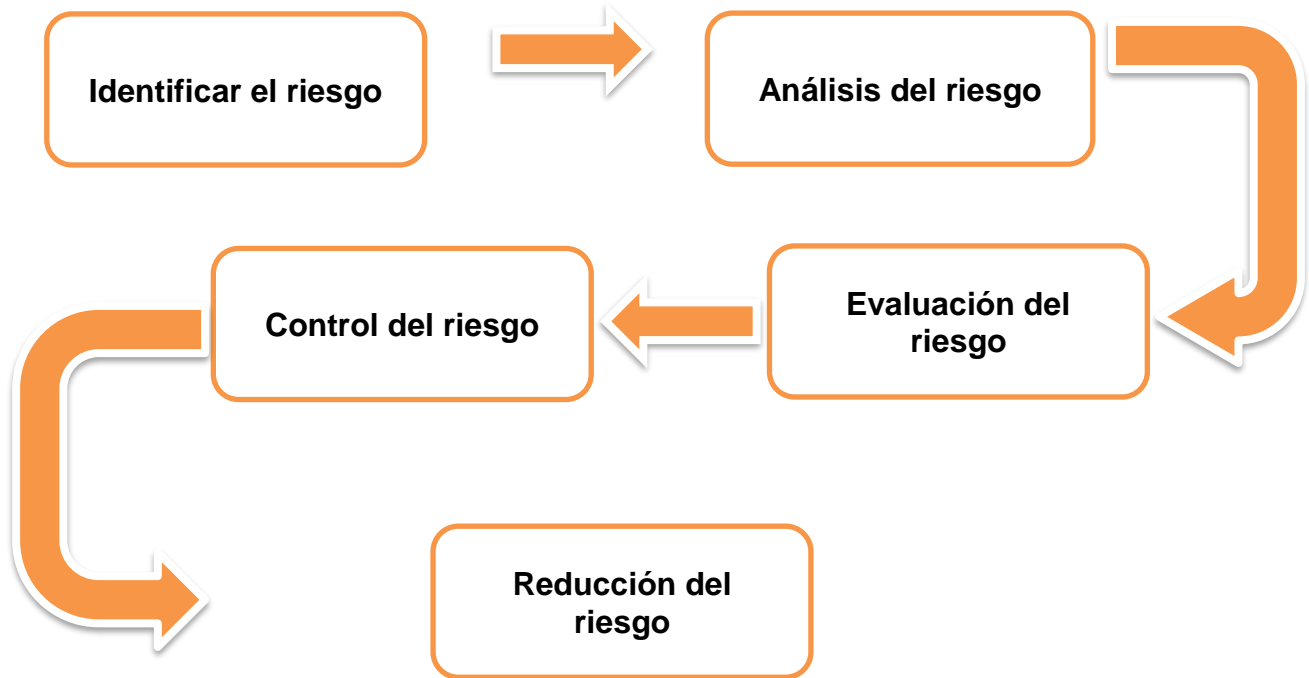 Identificar el riesgo
Análisis del riesgo
Evaluación del
riesgo
Control del riesgo
Reducción del
riesgo